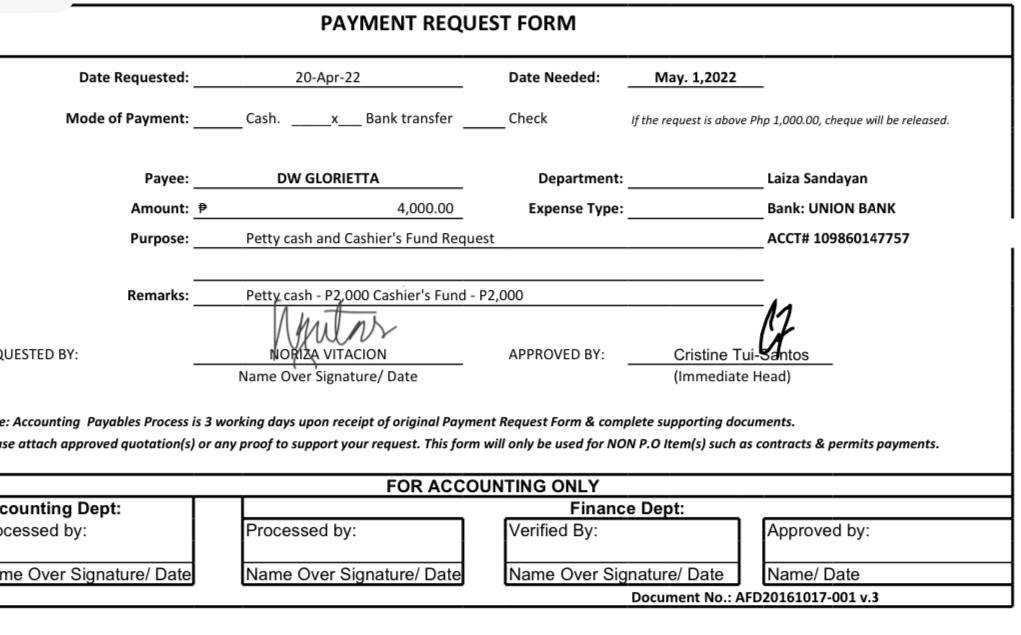 PAYMENT REQUEST FORM
Date Requested: 20-Apr-22 Date Needed: May. 1,2022
Mode of Payment: ______ Cash. _____x___ Bank transfer _____ Check If the request is above Php 1,000.00, cheque will be released.
Payee: DW GLORIETTA Department: Laiza Sandayan
Amount: ₱ 4,000.00 Expense Type: Bank: UNION BANK
Purpose: Petty cash and Cashier's Fund Request ACCT# 109860147757
Remarks: Petty cash - P2,000 Cashier's Fund - P2,000
QUESTED BY: NORIZA VITACION APPROVED BY: Cristine Tui-Santos
Name Over Signature/ Date (Immediate Head)
e: Accounting Payables Process is 3 working days upon receipt of original Payment Request Form & complete supporting documents.
se attach approved quotation(s) or any proof to support your request. This form will only be used for NON P.O Item(s) such as contracts & permits payments.
FOR ACCOUNTING ONLY
counting Dept: Finance Dept:
ocessed by: Processed by: Verified By: Approved by:
me Over Signature/ Date Name Over Signature/ Date Name Over Signature/ Date Name/ Date
Document No.: AFD20161017-001 v.3